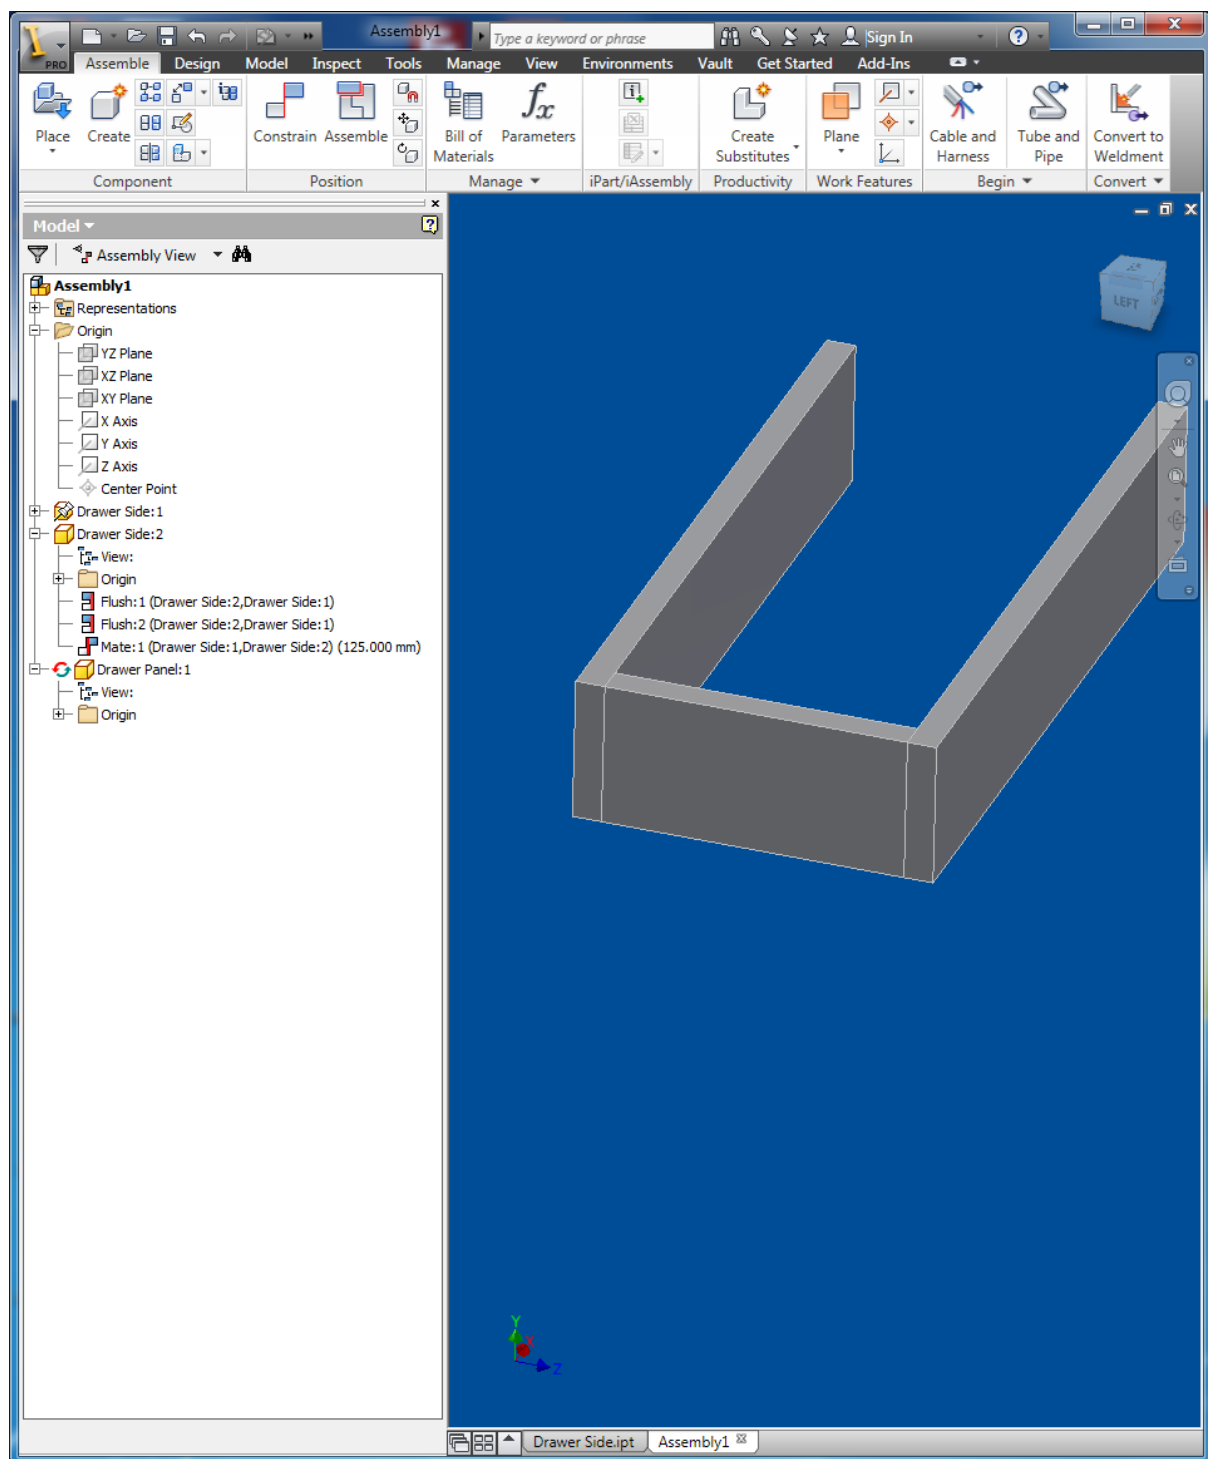 Assembly1
Type a keyword or phrase
Sign In
PRO
Assemble Design Model Inspect Tools Manage View Environments Vault Get Started Add-Ins
Place Create Constrain Assemble Bill of Materials fx Parameters Create Substitutes Plane Cable and Harness Tube and Pipe Convert to Weldment
Component Position Manage iPart/iAssembly Productivity Work Features Begin Convert
Model
Assembly View
Assembly1
Representations
Origin
YZ Plane
XZ Plane
XY Plane
X Axis
Y Axis
Z Axis
Center Point
Drawer Side:1
Drawer Side:2
View:
Origin
Flush:1 (Drawer Side:2,Drawer Side:1)
Flush:2 (Drawer Side:2,Drawer Side:1)
Mate:1 (Drawer Side:1,Drawer Side:2) (125.000 mm)
Drawer Panel:1
View:
Origin
LEFT
Y
X
Z
Drawer Side.ipt Assembly1